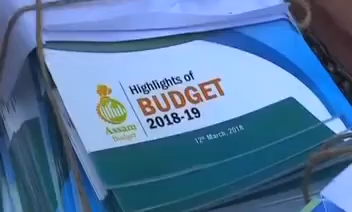 Highlights of
BUDGET
2018-19
Assam
Budget
12th March, 2018